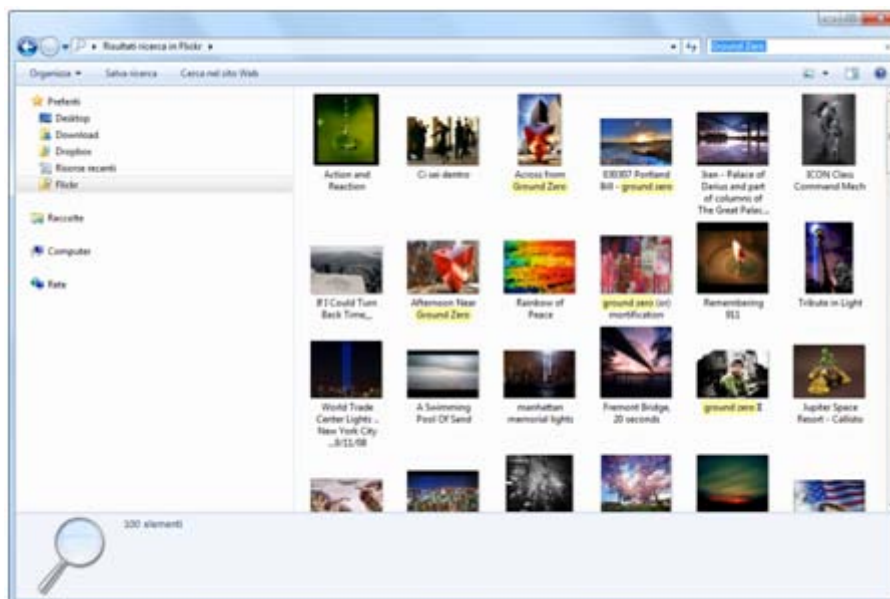 Risultati ricerca in Flickr
Ground Zero
Organizza
Salva ricerca
Cerca nel sito Web
Preferiti
Desktop
Download
Dropbox
Risorse recenti
Flickr
Raccolte
Computer
Rete
Action and
Reaction
Ci sei dentro
Across from
Ground Zero
030307 Portland
Bill - ground zero
Iran - Palace of
Darius and part
of columns of
The Great Palac...
ICON Class
Command Mech
If I Could Turn
Back Time,,,
Afternoon Near
Ground Zero
Rainbow of
Peace
ground zero (or)
mortification
Remembering
911
Tribute in Light
World Trade
Center Lights ..
New York City
...9/11/08
A Swimming
Pool Of Sand
manhattan
memorial lights
Fremont Bridge,
20 seconds
ground zero II
Jupiter Space
Resort - Callisto
100 elementi